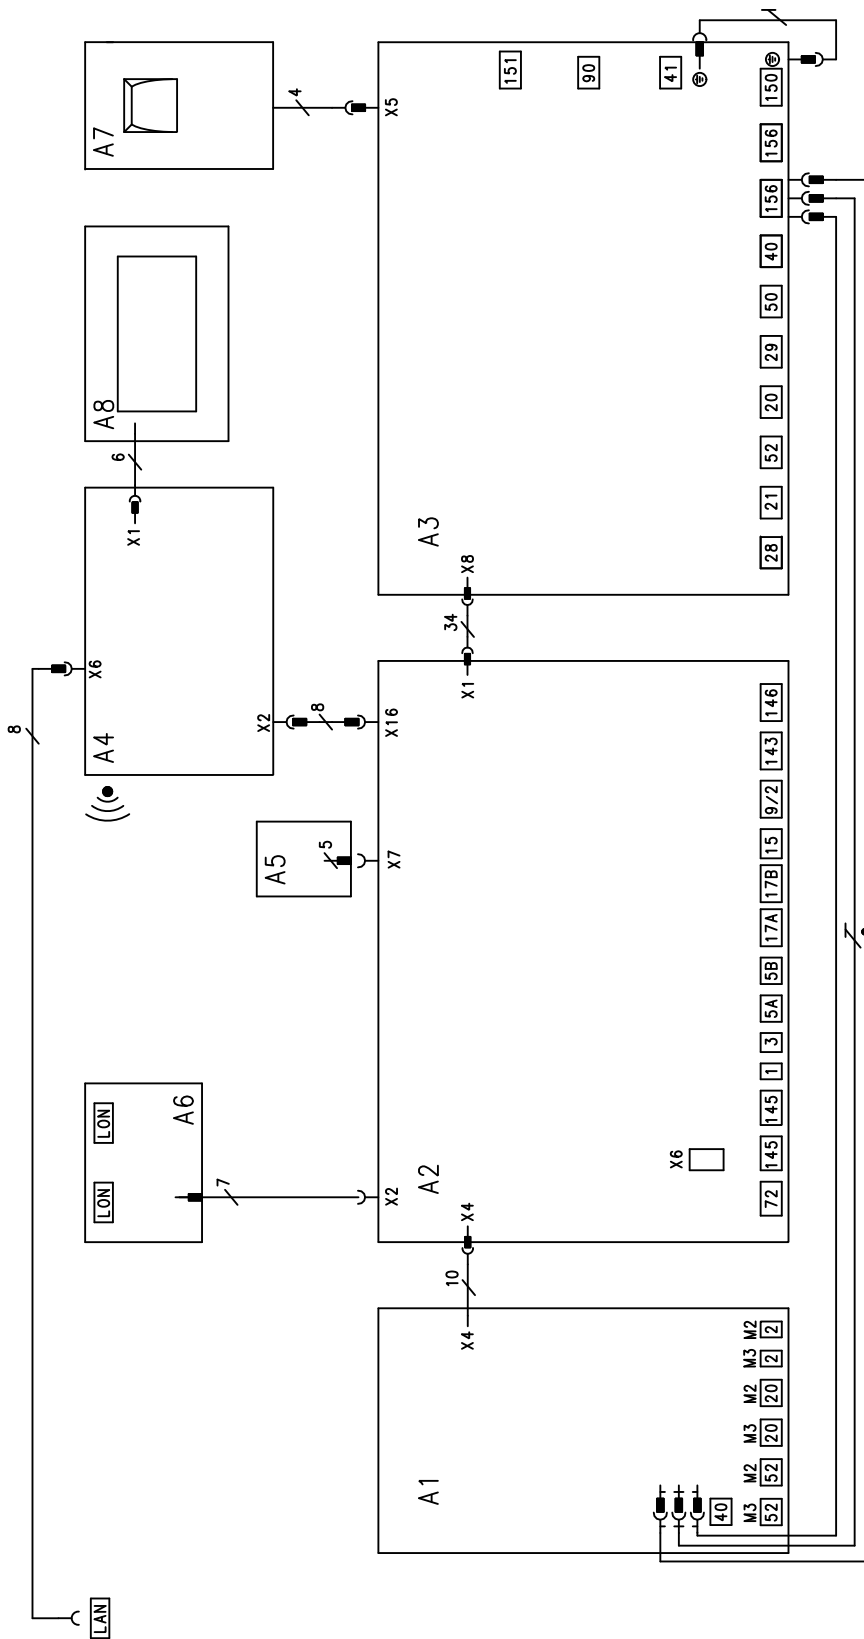 LAN
8
A7
4
X5
A8
6
X1
A4
X6
X2
8
X16
A5
5
X7
LON
LON
A6
7
X2
A1
X4
40
M3 52
M2 52
M3 20
M2 20
M3 2
M2 2
10
A2
X4
X1
X6
72
145
145
1
3
5A
5B
17A
17B
15
9/2
143
146
34
A3
X8
28
21
52
20
29
50
40
156
156
150
151
90
41